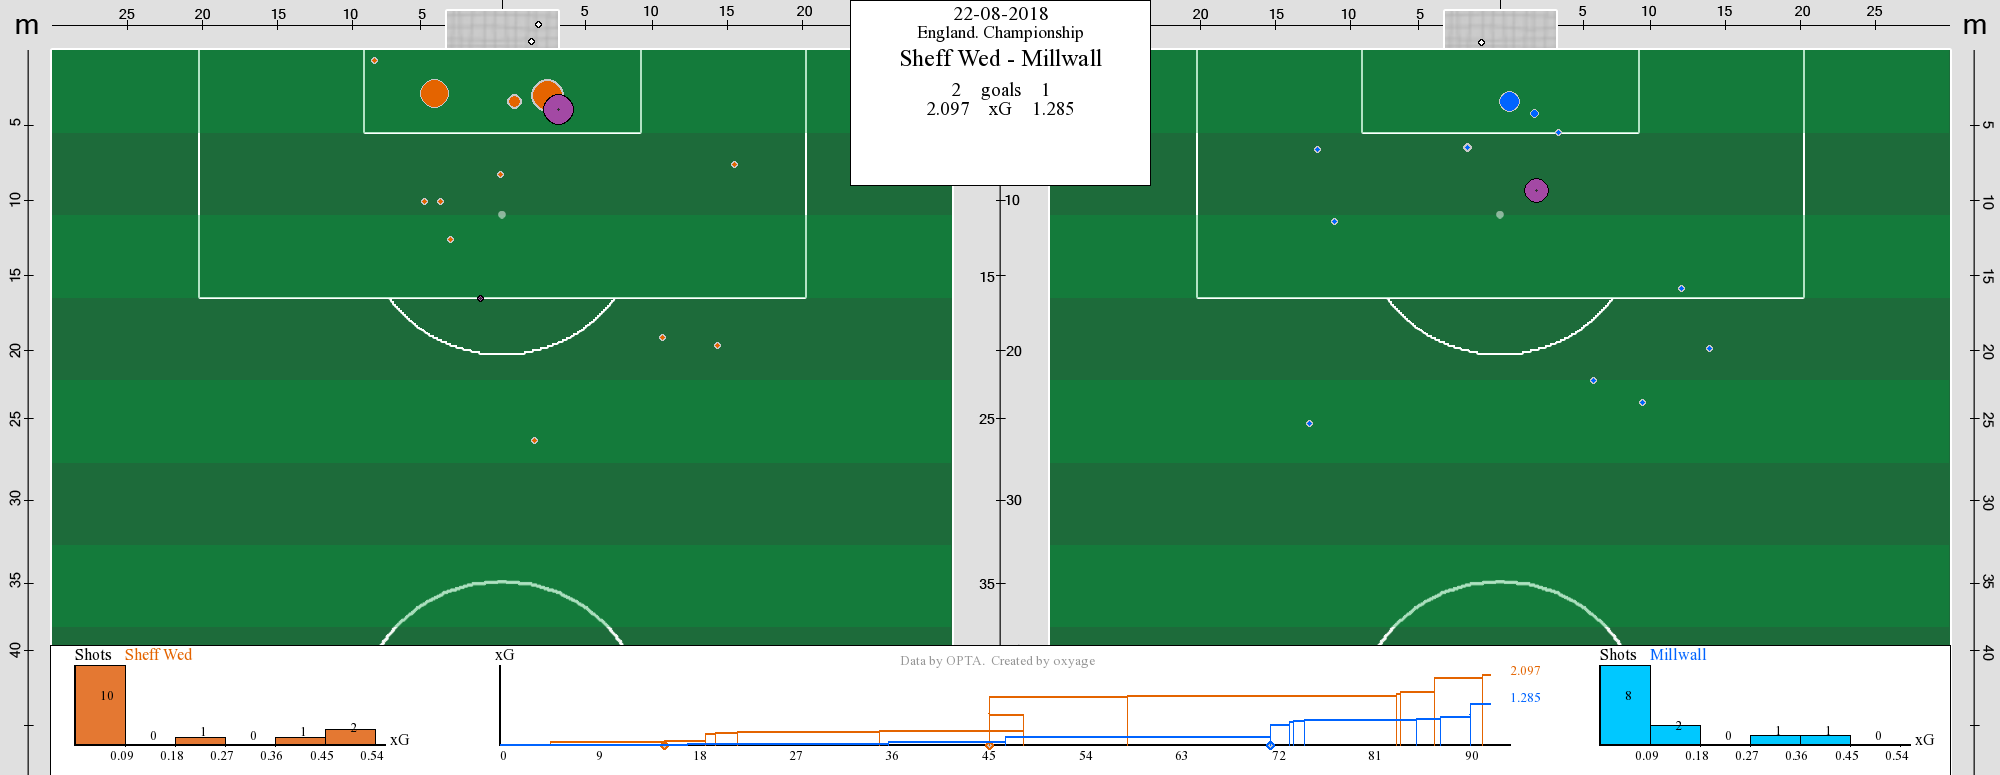 m
25 20 15 10 5 5 10 15 20
22-08-2018
England. Championship
Sheff Wed - Millwall
2 goals 1
2.097 xG 1.285
20 15 10 5 5 10 15 20 25
m
5
10
15
20
25
30
35
40
10
15
20
25
30
35
5
10
15
20
25
30
35
40
Shots Sheff Wed
10 0 1 0 1 2 xG
0.09 0.18 0.27 0.36 0.45 0.54
xG
Data by OPTA. Created by oxyage
2.097
1.285
0 9 18 27 36 45 54 63 72 81 90
Shots Millwall
8 2 0 1 1 0 xG
0.09 0.18 0.27 0.36 0.45 0.54